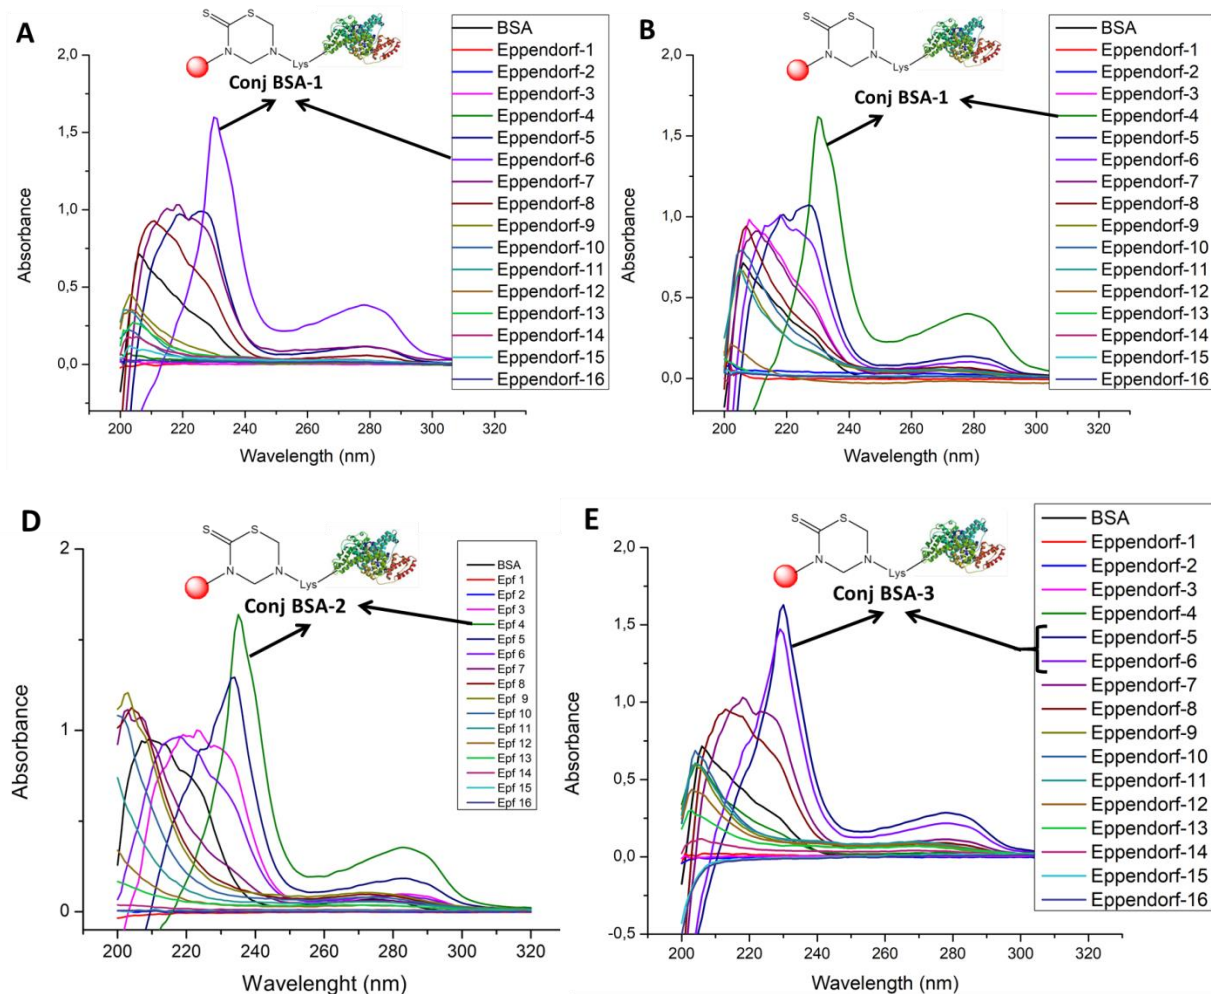 A
S
S
N
N
Lys
Conj BSA-1
2,0
1,5
1,0
0,5
0,0
Absorbance
200 220 240 260 280 300 320
Wavelength (nm)
BSA
Eppendorf-1
Eppendorf-2
Eppendorf-3
Eppendorf-4
Eppendorf-5
Eppendorf-6
Eppendorf-7
Eppendorf-8
Eppendorf-9
Eppendorf-10
Eppendorf-11
Eppendorf-12
Eppendorf-13
Eppendorf-14
Eppendorf-15
Eppendorf-16
B
S
S
N
N
Lys
Conj BSA-1
2,0
1,5
1,0
0,5
0,0
Absorbance
200 220 240 260 280 300 320
Wavelength (nm)
BSA
Eppendorf-1
Eppendorf-2
Eppendorf-3
Eppendorf-4
Eppendorf-5
Eppendorf-6
Eppendorf-7
Eppendorf-8
Eppendorf-9
Eppendorf-10
Eppendorf-11
Eppendorf-12
Eppendorf-13
Eppendorf-14
Eppendorf-15
Eppendorf-16
D
S
S
N
N
Lys
Conj BSA-2
2
1
0
Absorbance
200 220 240 260 280 300 320
Wavelenght (nm)
BSA
Epf 1
Epf 2
Epf 3
Epf 4
Epf 5
Epf 6
Epf 7
Epf 8
Epf 9
Epf 10
Epf 11
Epf 12
Epf 13
Epf 14
Epf 15
Epf 16
E
S
S
N
N
Lys
Conj BSA-3
2,0
1,5
1,0
0,5
0,0
-0,5
Absorbance
200 220 240 260 280 300 320
Wavelength (nm)
BSA
Eppendorf-1
Eppendorf-2
Eppendorf-3
Eppendorf-4
Eppendorf-5
Eppendorf-6
Eppendorf-7
Eppendorf-8
Eppendorf-9
Eppendorf-10
Eppendorf-11
Eppendorf-12
Eppendorf-13
Eppendorf-14
Eppendorf-15
Eppendorf-16